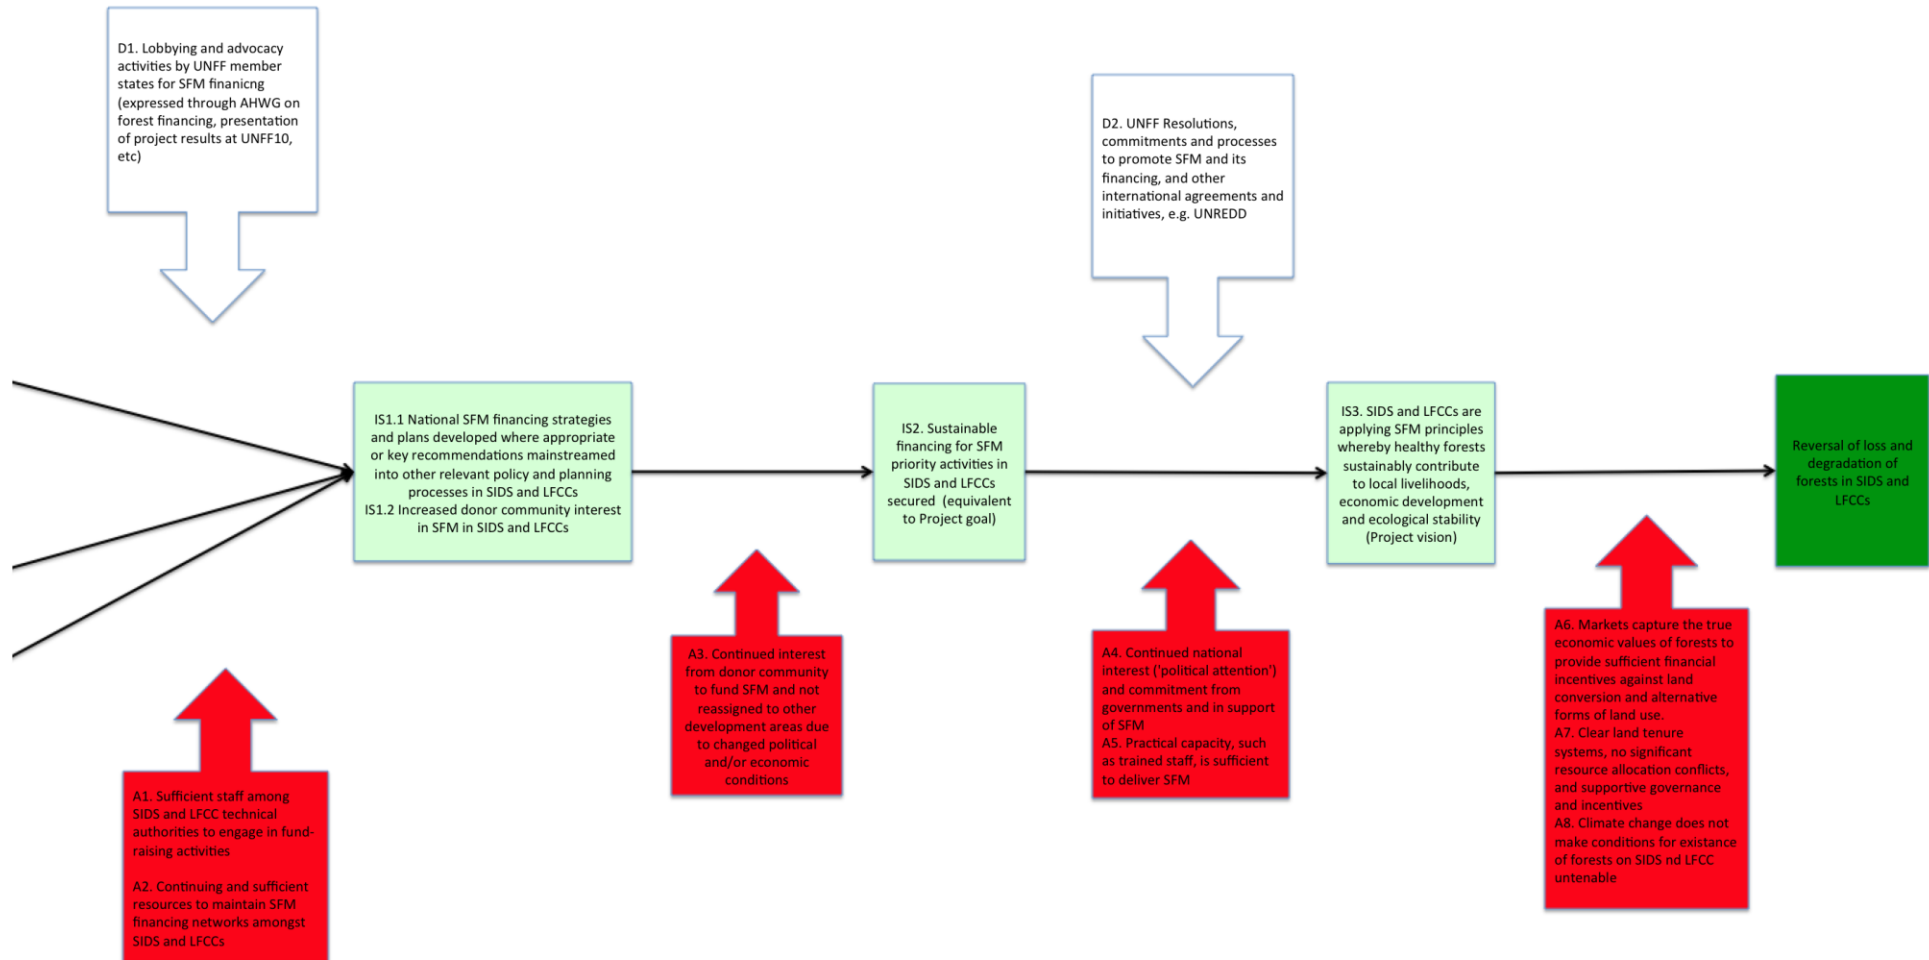 D1. Lobbying and advocacy
activities by UNFF member
states for SFM finanicng
(expressed through AHWG on
forest financing, presentation
of project results at UNFF10,
etc)
D2. UNFF Resolutions,
commitments and processes
to promote SFM and its
financing, and other
international agreements and
initiatives, e.g. UNREDD
IS1.1 National SFM financing strategies
and plans developed where appropriate
or key recommendations mainstreamed
into other relevant policy and planning
processes in SIDS and LFCCs
IS1.2 Increased donor community interest
in SFM in SIDS and LFCCs
IS2. Sustainable
financing for SFM
priority activities in
SIDS and LFCCs
secured (equivalent
to Project goal)
IS3. SIDS and LFCCs are
applying SFM principles
whereby healthy forests
sustainably contribute
to local livelihoods,
economic development
and ecological stability
(Project vision)
Reversal of loss and
degradation of
forests in SIDS and
LFCCs
A1. Sufficient staff among
SIDS and LFCC technical
authorities to engage in fund-
raising activities
A2. Continuing and sufficient
resources to maintain SFM
financing networks amongst
SIDS and LFCCs
A3. Continued interest
from donor community
to fund SFM and not
reassigned to other
development areas due
to changed political
and/or economic
conditions
A4. Continued national
interest ('political attention')
and commitment from
governments and in support
of SFM
A5. Practical capacity, such
as trained staff, is sufficient
to deliver SFM
A6. Markets capture the true
economic values of forests to
provide sufficient financial
incentives against land
conversion and alternative
forms of land use.
A7. Clear land tenure
systems, no significant
resource allocation conflicts,
and supportive governance
and incentives
A8. Climate change does not
make conditions for existance
of forests on SIDS nd LFCC
untenable